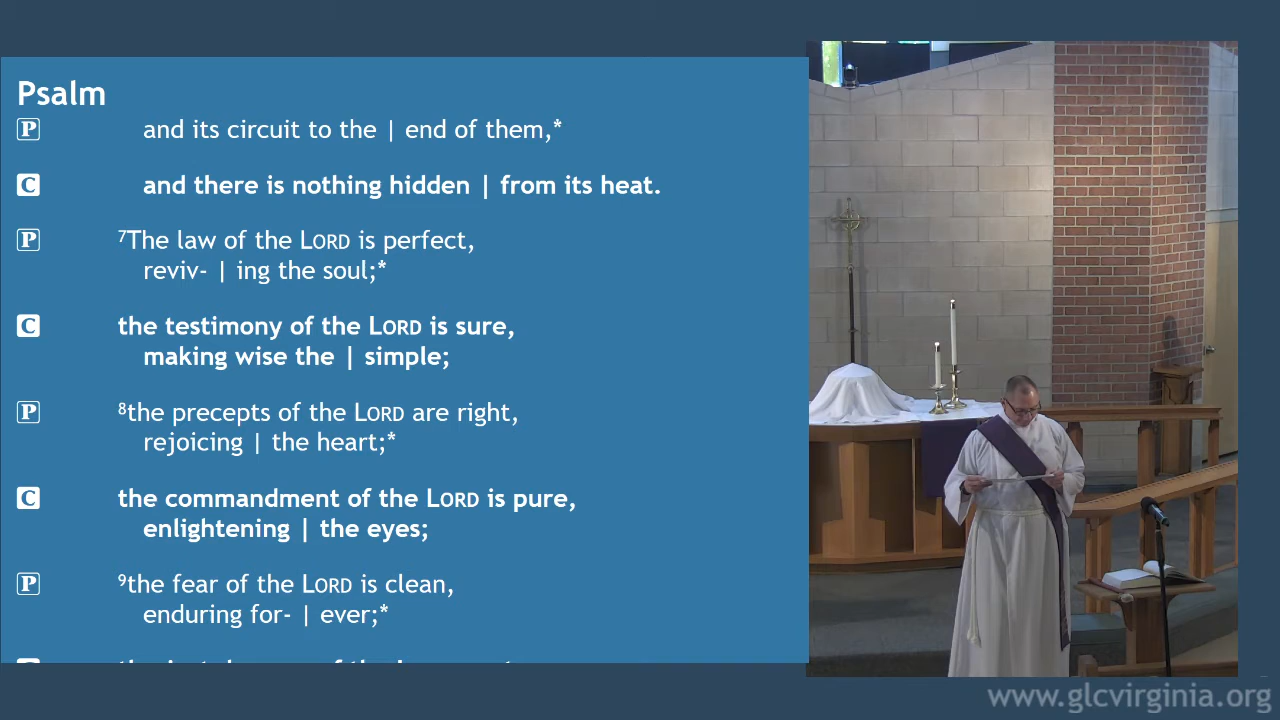 Psalm
P and its circuit to the | end of them,*
C and there is nothing hidden | from its heat.
P ⁷The law of the LORD is perfect,
reviv- | ing the soul;*
C the testimony of the LORD is sure,
making wise the | simple;
P ⁸the precepts of the LORD are right,
rejoicing | the heart;*
C the commandment of the LORD is pure,
enlightening | the eyes;
P ⁹the fear of the LORD is clean,
enduring for- | ever;*
www.glcvirginia.org